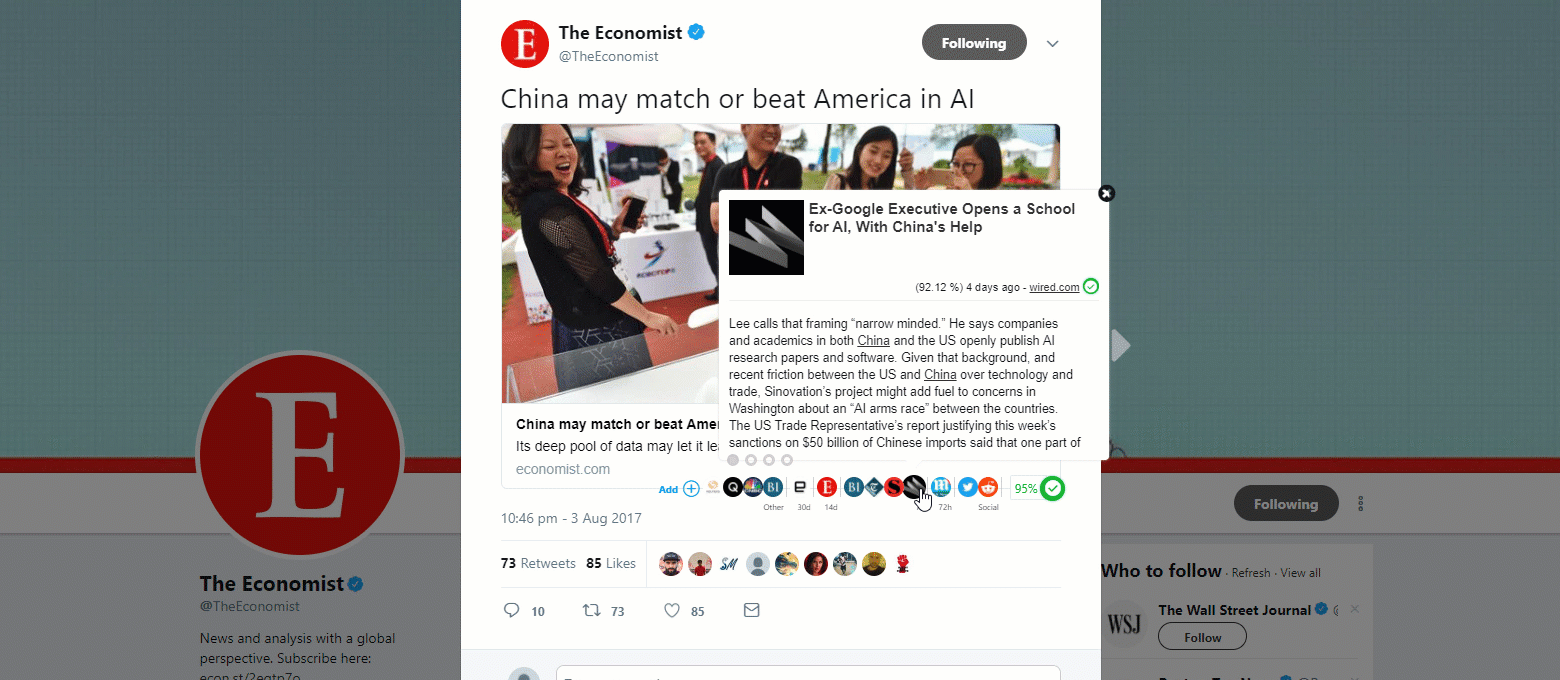 The Economist
@TheEconomist
Following
China may match or beat America in AI
ROBOTOPS
Ex-Google Executive Opens a School
for AI, With China's Help
(92.12 %) 4 days ago - wired.com
Lee calls that framing “narrow minded.” He says companies
and academics in both China and the US openly publish AI
research papers and software. Given that background, and
recent friction between the US and China over technology and
trade, Sinovation’s project might add fuel to concerns in
Washington about an “AI arms race” between the countries.
The US Trade Representative’s report justifying this week’s
sanctions on $50 billion of Chinese imports said that one part of
China may match or beat
Its deep pool of data may let it
economist.com
Add
Q
BI
e
E
BI
95%
Other 30d 14d 72h Social
10:46 pm - 3 Aug 2017
73 Retweets 85 Likes
SM
10 73 85
E
The Economist
@TheEconomist
News and analysis with a global
perspective. Subscribe here:
Following
Who to follow · Refresh · View all
WSJ
The Wall Street Journal
Follow